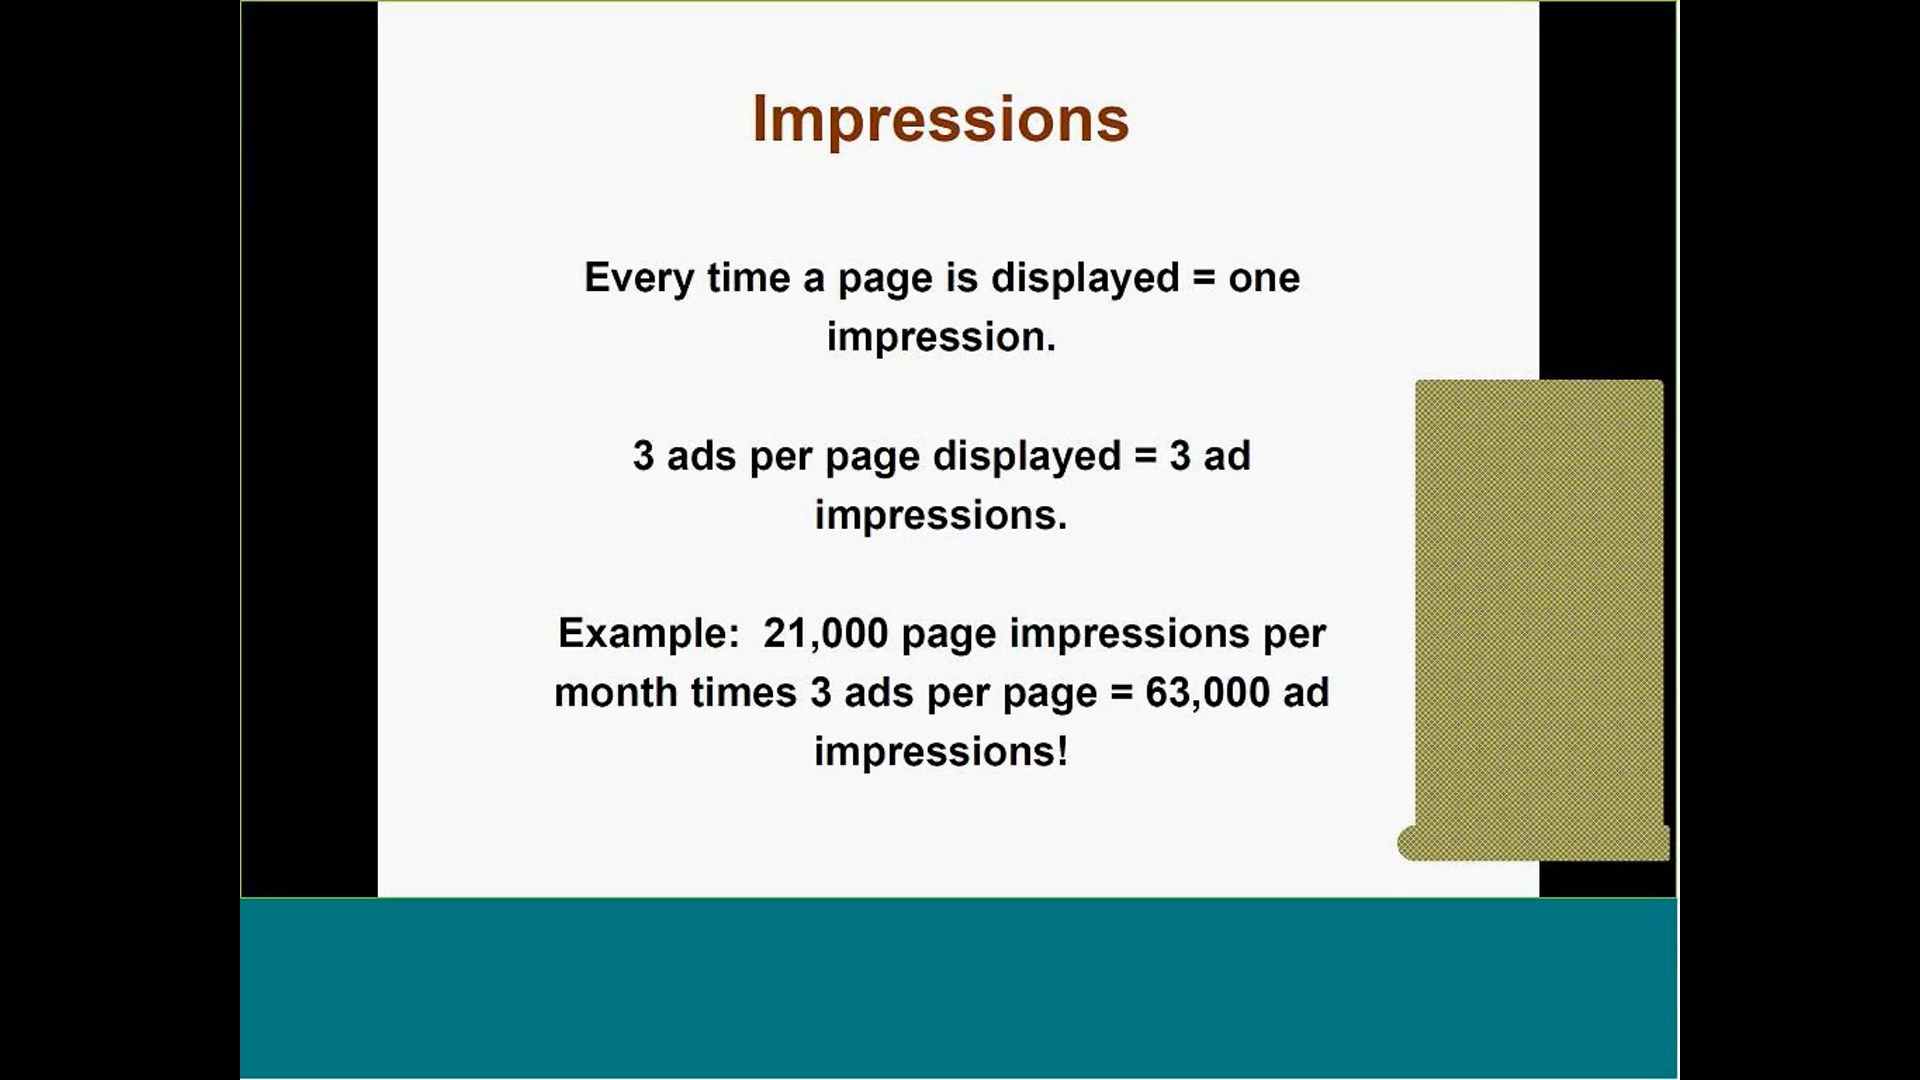 Impressions
Every time a page is displayed = one
impression.
3 ads per page displayed = 3 ad
impressions.
Example:  21,000 page impressions per
month times 3 ads per page = 63,000 ad
impressions!